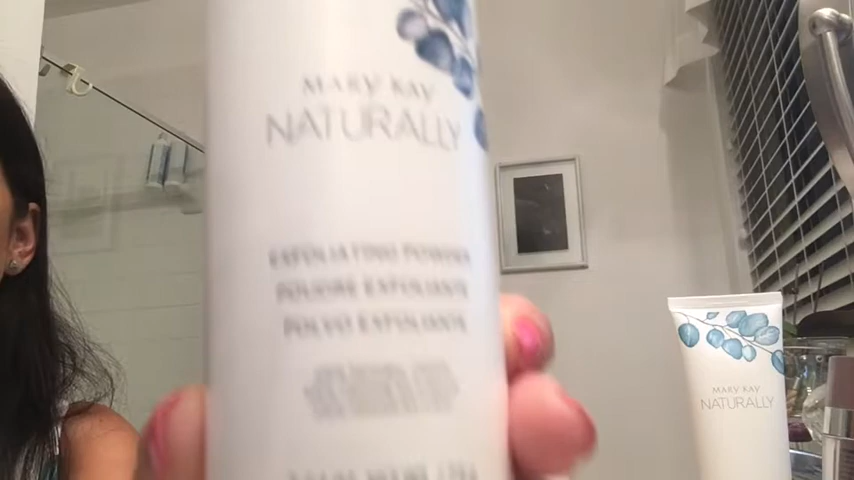 MARY KAY
NATURALLY
EXFOLIATING POWDER
POUDRE EXFOLIANTE
POLVO EXFOLIANTE
MARY KAY
NATURALLY